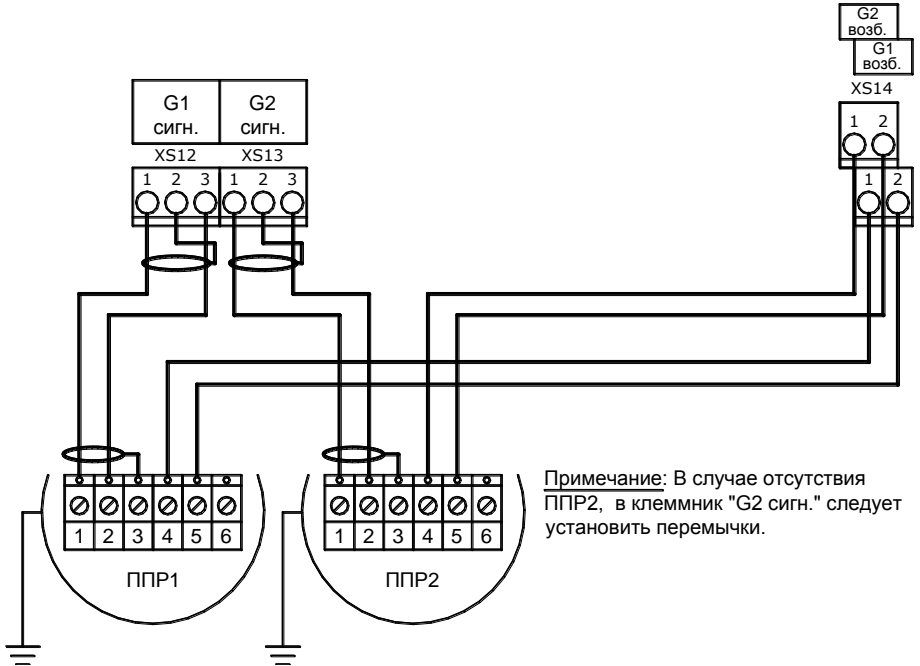 G2
возб.
G1
возб.
XS14
1 2
1 2
G1
сигн.
G2
сигн.
XS12 XS13
1 2 3 1 2 3
Примечание: В случае отсутствия
ППР2, в клеммник "G2 сигн." следует
установить перемычки.
1 2 3 4 5 6
ППР1
1 2 3 4 5 6
ППР2